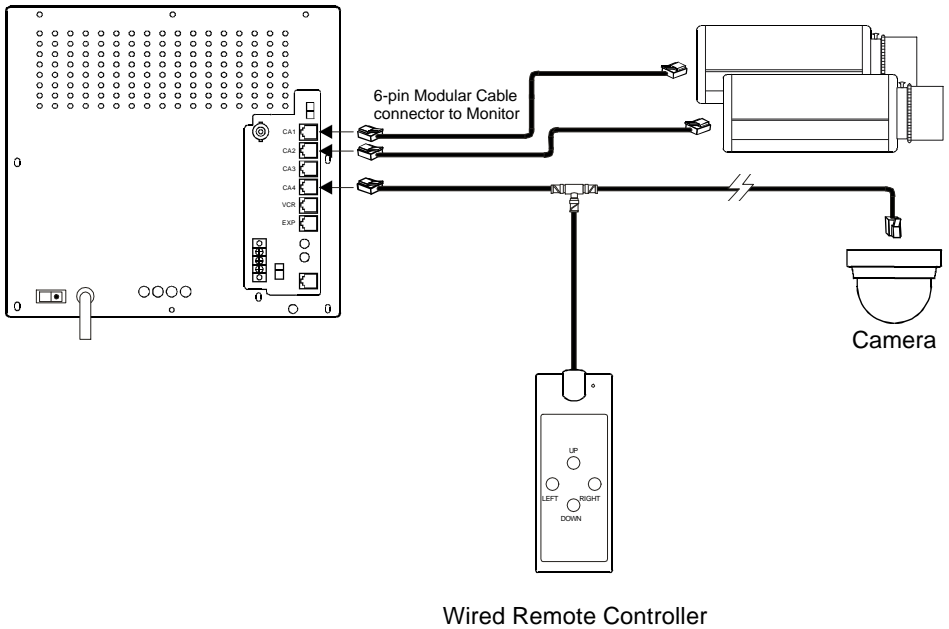 6-pin Modular Cable
connector to Monitor
CA1
CA2
CA3
CA4
VCR
EXP
Camera
UP
LEFT RIGHT
DOWN
Wired Remote Controller